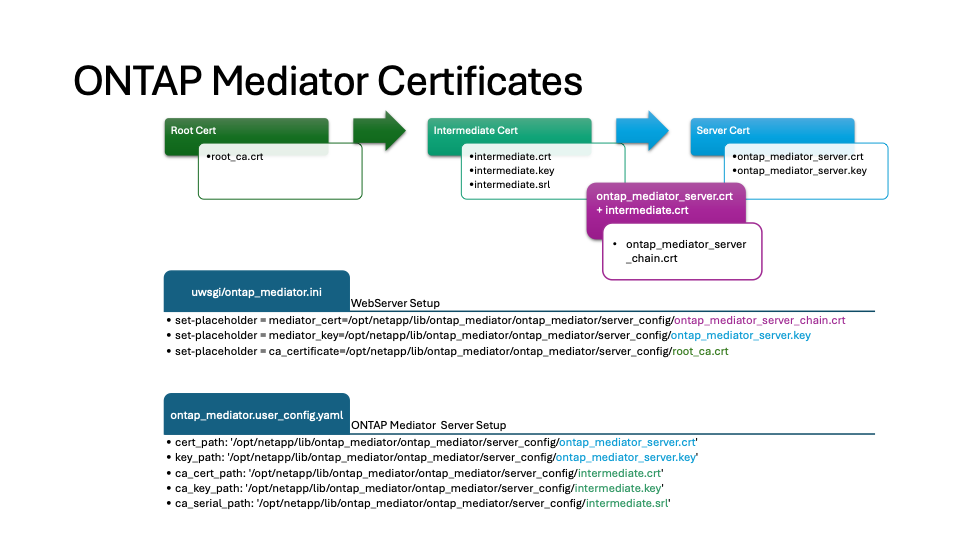 ONTAP Mediator Certificates
Root Cert
•root_ca.crt
Intermediate Cert
•intermediate.crt
•intermediate.key
•intermediate.srl
Server Cert
•ontap_mediator_server.crt
•ontap_mediator_server.key
ontap_mediator_server.crt
+ intermediate.crt
• ontap_mediator_server
_chain.crt
uwsgi/ontap_mediator.ini
WebServer Setup
• set-placeholder = mediator_cert=/opt/netapp/lib/ontap_mediator/ontap_mediator/server_config/ontap_mediator_server_chain.crt
• set-placeholder = mediator_key=/opt/netapp/lib/ontap_mediator/ontap_mediator/server_config/ontap_mediator_server.key
• set-placeholder = ca_certificate=/opt/netapp/lib/ontap_mediator/ontap_mediator/server_config/root_ca.crt
ontap_mediator.user_config.yaml
ONTAP Mediator Server Setup
• cert_path: '/opt/netapp/lib/ontap_mediator/ontap_mediator/server_config/ontap_mediator_server.crt'
• key_path: '/opt/netapp/lib/ontap_mediator/ontap_mediator/server_config/ontap_mediator_server.key'
• ca_cert_path: '/opt/netapp/lib/ontap_mediator/ontap_mediator/server_config/intermediate.crt'
• ca_key_path: '/opt/netapp/lib/ontap_mediator/ontap_mediator/server_config/intermediate.key'
• ca_serial_path: '/opt/netapp/lib/ontap_mediator/ontap_mediator/server_config/intermediate.srl'